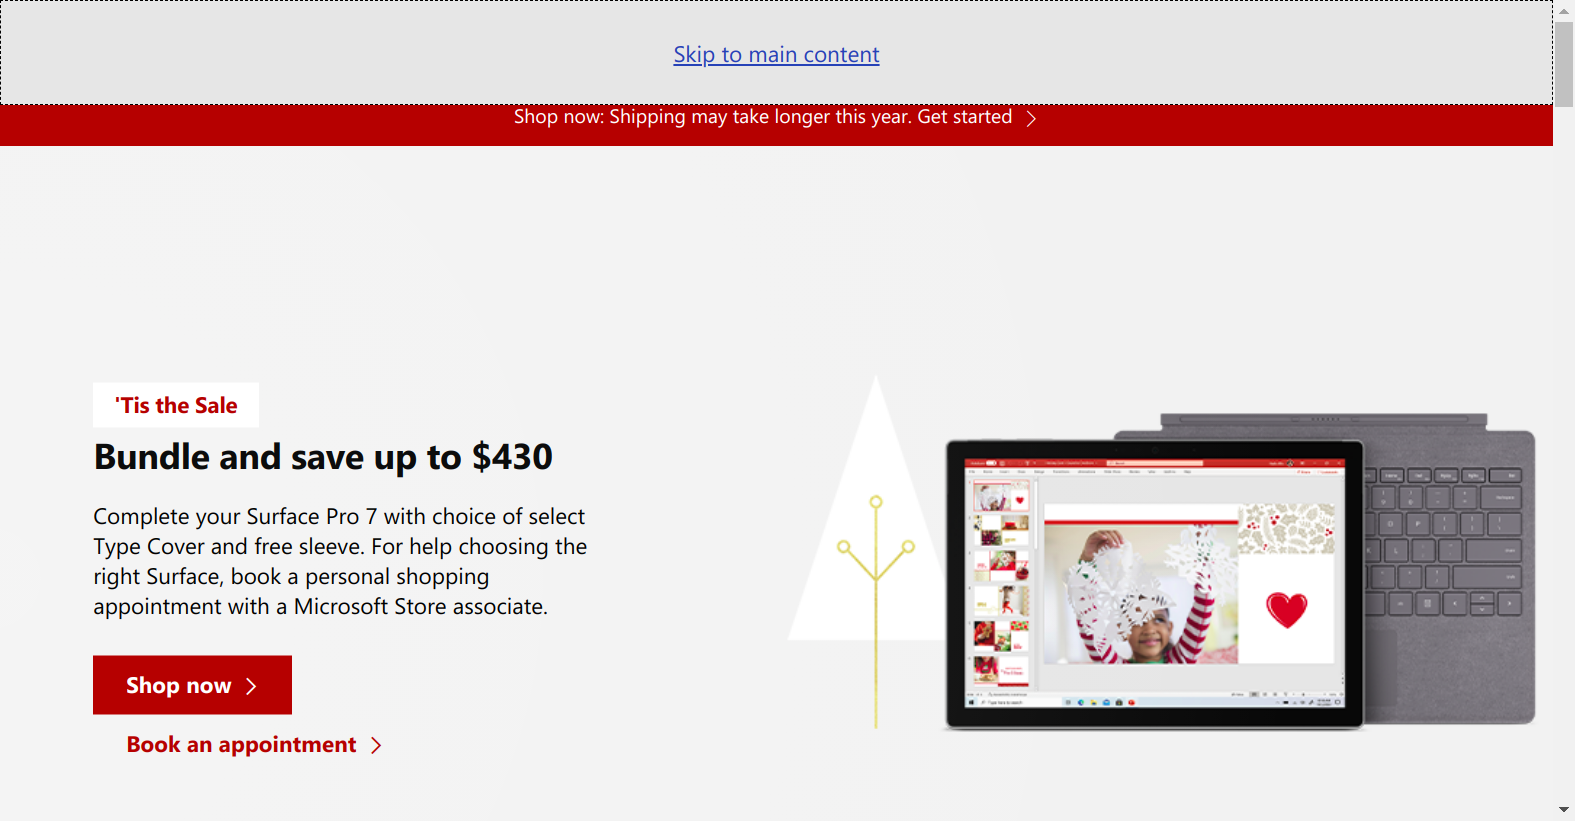 Skip to main content
Shop now: Shipping may take longer this year. Get started
'Tis the Sale
Bundle and save up to $430
Complete your Surface Pro 7 with choice of select
Type Cover and free sleeve. For help choosing the
right Surface, book a personal shopping
appointment with a Microsoft Store associate.
Shop now
Book an appointment